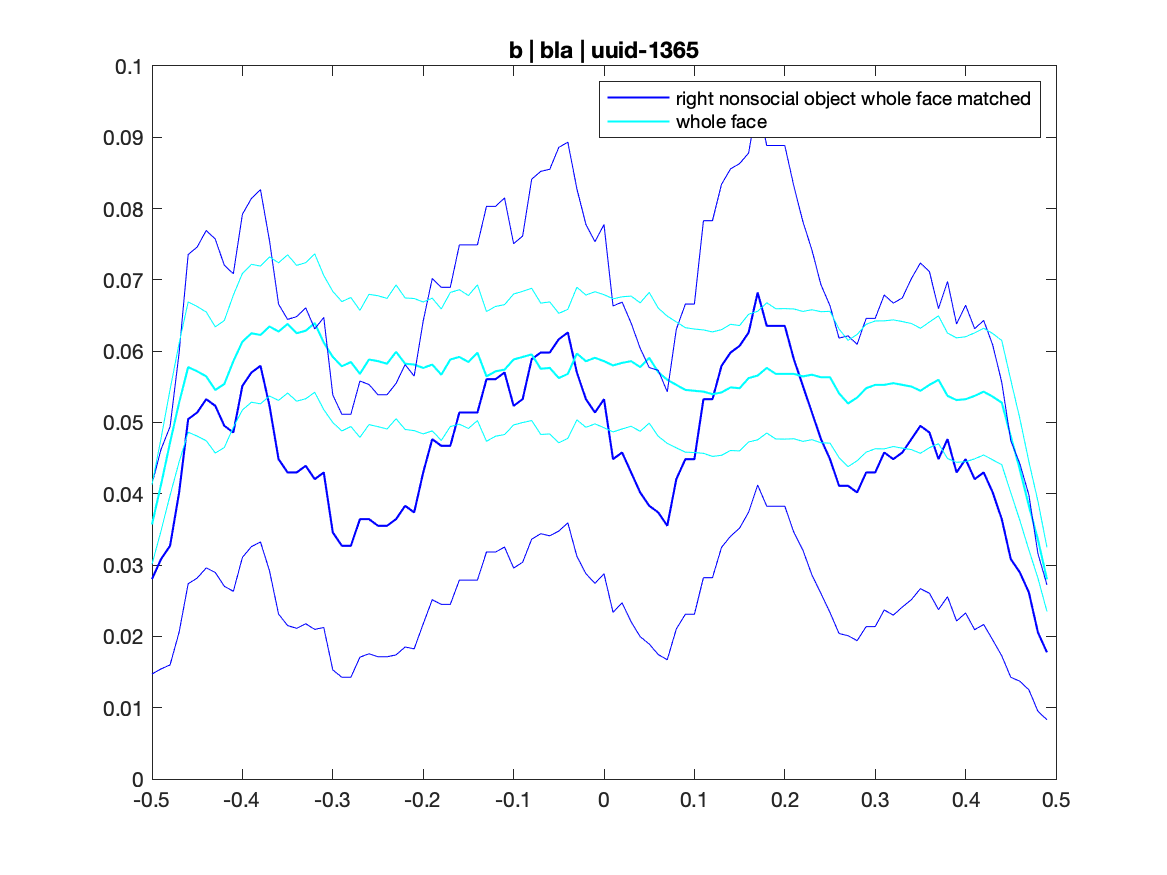 b | bla | uuid-1365
right nonsocial object whole face matched
whole face
0.1
0.09
0.08
0.07
0.06
0.05
0.04
0.03
0.02
0.01
0
-0.5 -0.4 -0.3 -0.2 -0.1 0 0.1 0.2 0.3 0.4 0.5